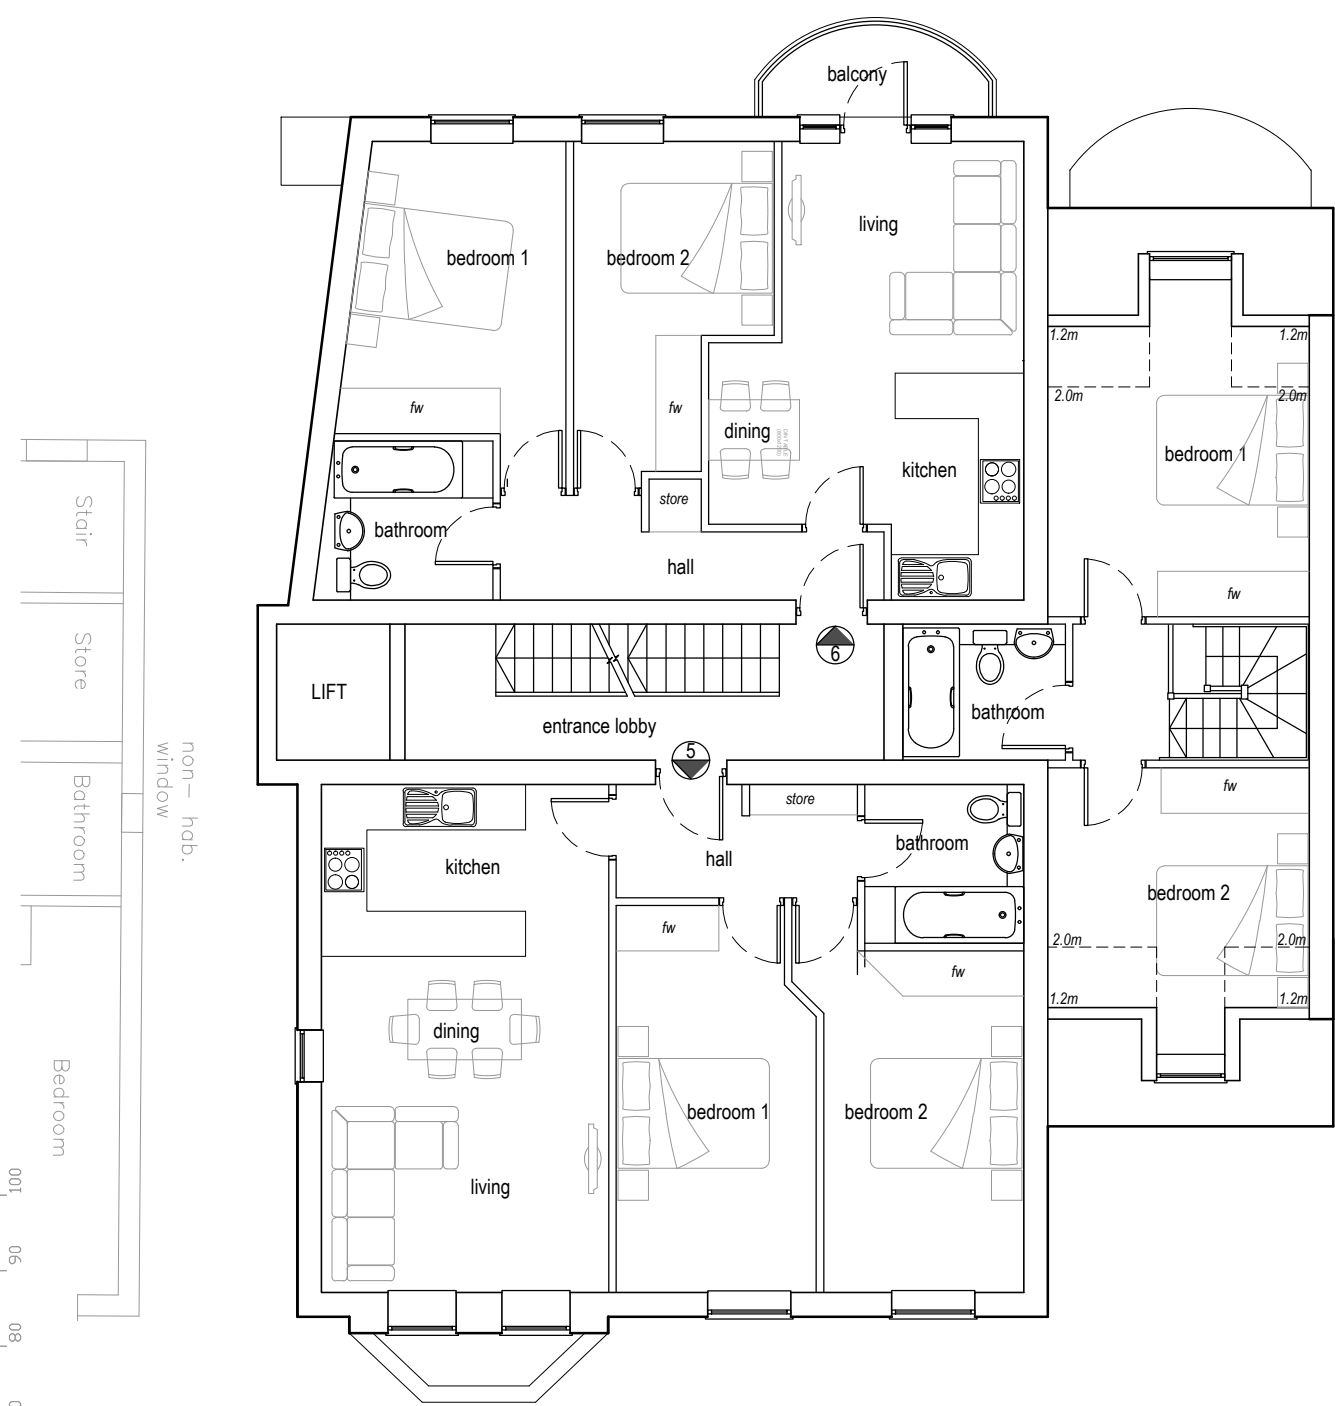 balcony
living
bedroom 1
bedroom 2
1.2m
1.2m
2.0m
2.0m
fw
fw
dining
kitchen
bedroom 1
store
bathroom
hall
fw
6
LIFT
entrance lobby
bathroom
5
store
fw
kitchen
hall
bathroom
bedroom 2
fw
fw
2.0m
2.0m
1.2m
1.2m
dining
bedroom 1
bedroom 2
living
Stair
Store
Bathroom
Bedroom
non- hab.
window
100
90
80